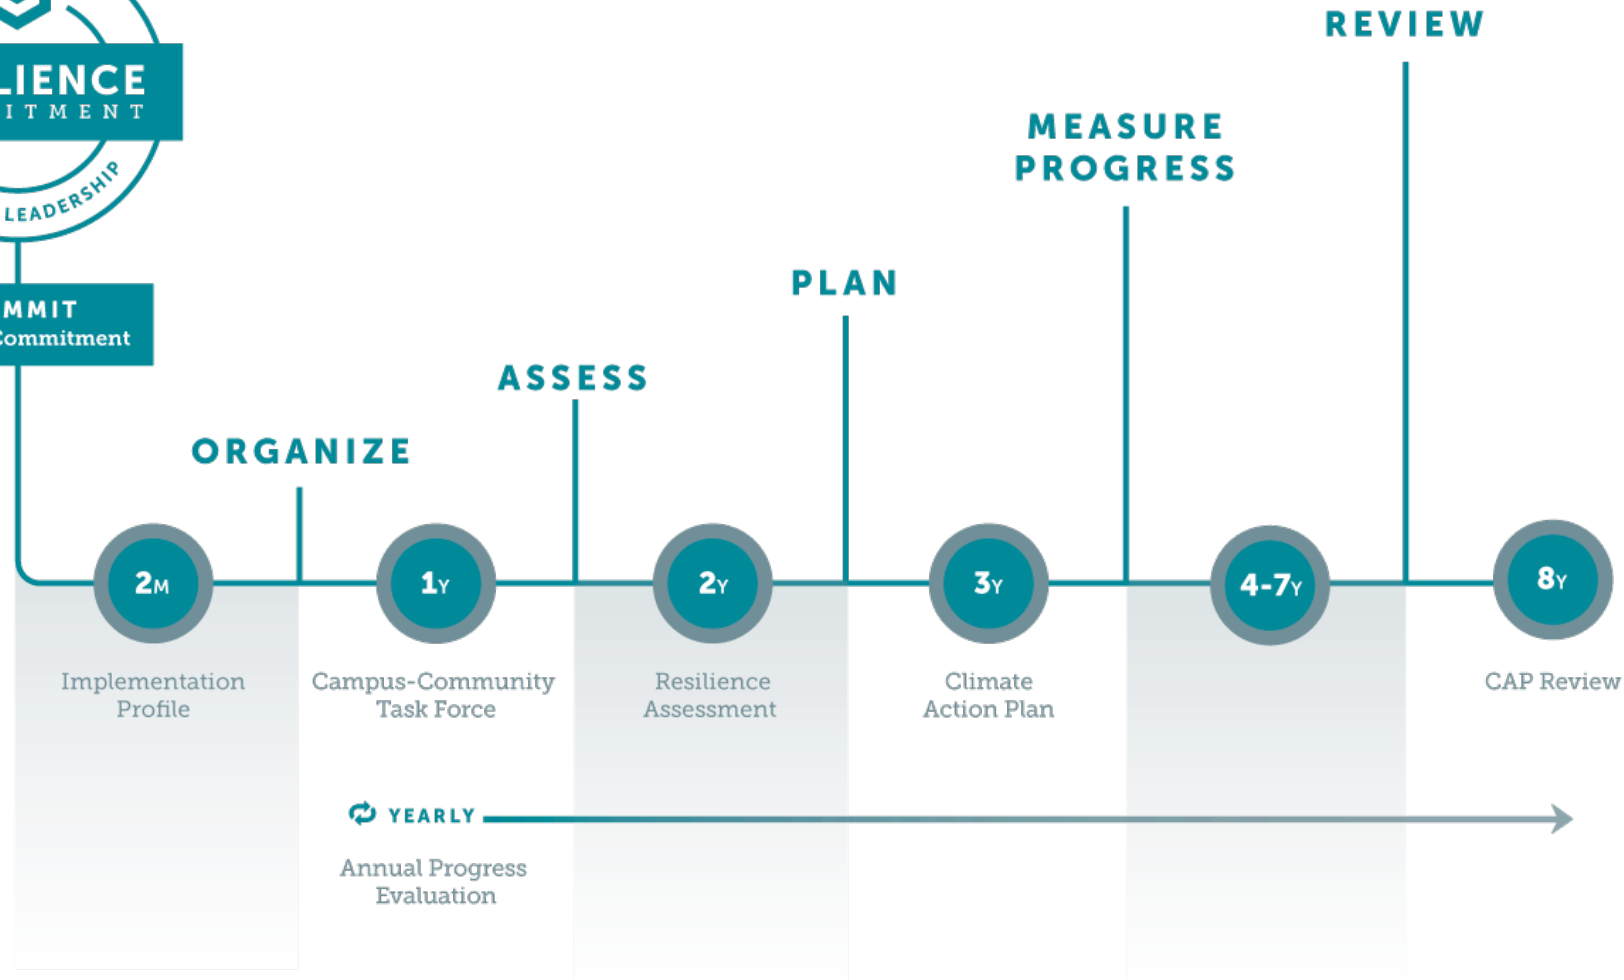 LIENCE
ITMENT
LEADERSHIP
MMIT
Commitment
ORGANIZE
ASSESS
PLAN
MEASURE
PROGRESS
REVIEW
2M
1Y
2Y
3Y
4-7Y
8Y
Implementation
Profile
Campus-Community
Task Force
Resilience
Assessment
Climate
Action Plan
CAP Review
YEARLY
Annual Progress
Evaluation